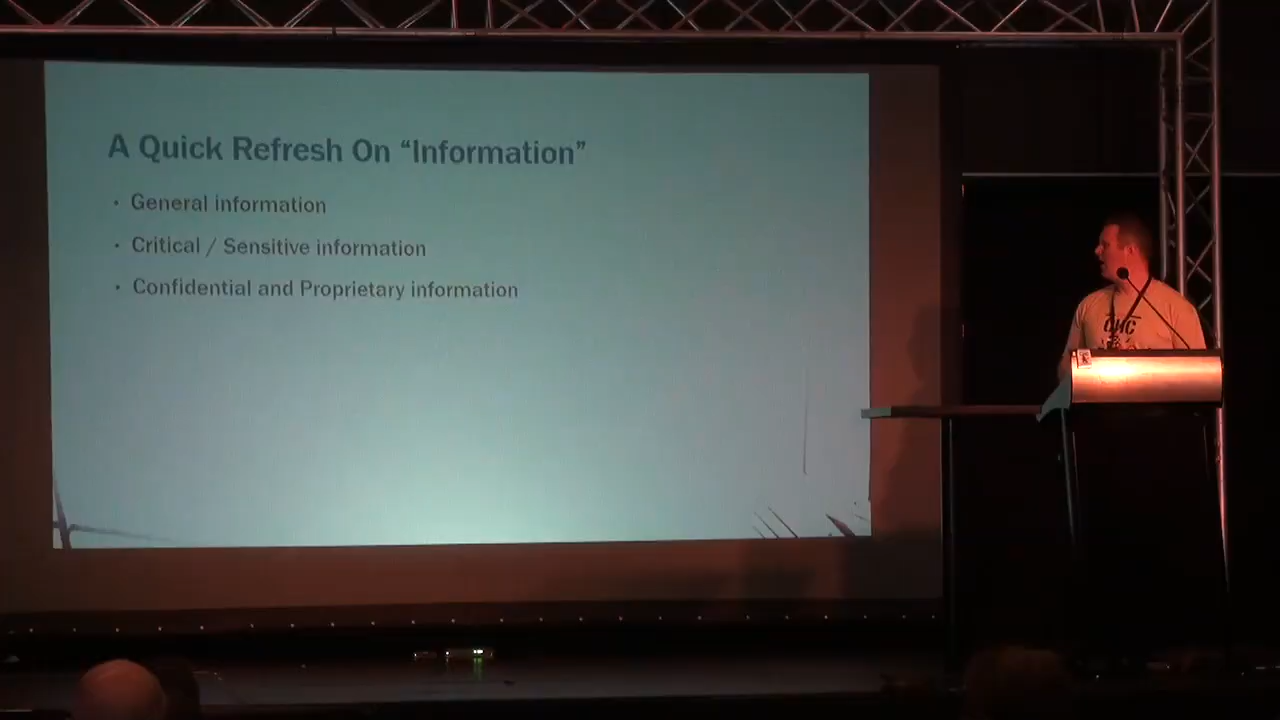 A Quick Refresh On “Information”
• General information
• Critical / Sensitive information
• Confidential and Proprietary information